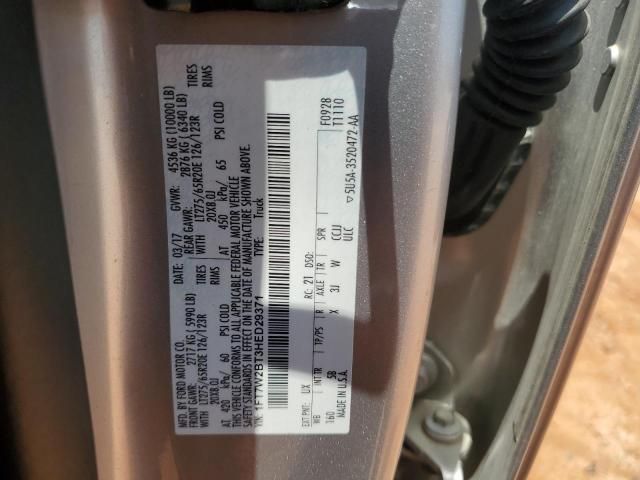 MFD. BY FORD MOTOR CO.
DATE: 03/17 GVWR: 4536 KG (10000 LB)
2717 KG ( 5990 LB) REAR GAWR: 2876 KG ( 6340 LB)
LT275/65R20E 126/123R TIRES WITH LT275/65R20E 126/123R TIRES
20X8.0J RIMS 20X8.0J RIMS
AT 420 kPa/ 60 PSI COLD AT 450 kPa/ 65 PSI COLD
THIS VEHICLE CONFORMS TO ALL APPLICABLE FEDERAL MOTOR VEHICLE
SAFETY STANDARDS IN EFFECT ON THE DATE OF MANUFACTURE SHOWN ABOVE.
VIN: 1FT7W2BT3HED29371 TYPE: Truck
EXT PNT: UX RC: 21 DSO: F0928
WB INT TR TP/PS R AXLE TR SPR T1110
160 5B X 3J W CCJJ
MADE IN U.S.A. ULC
▽5U5A-3520472-AA